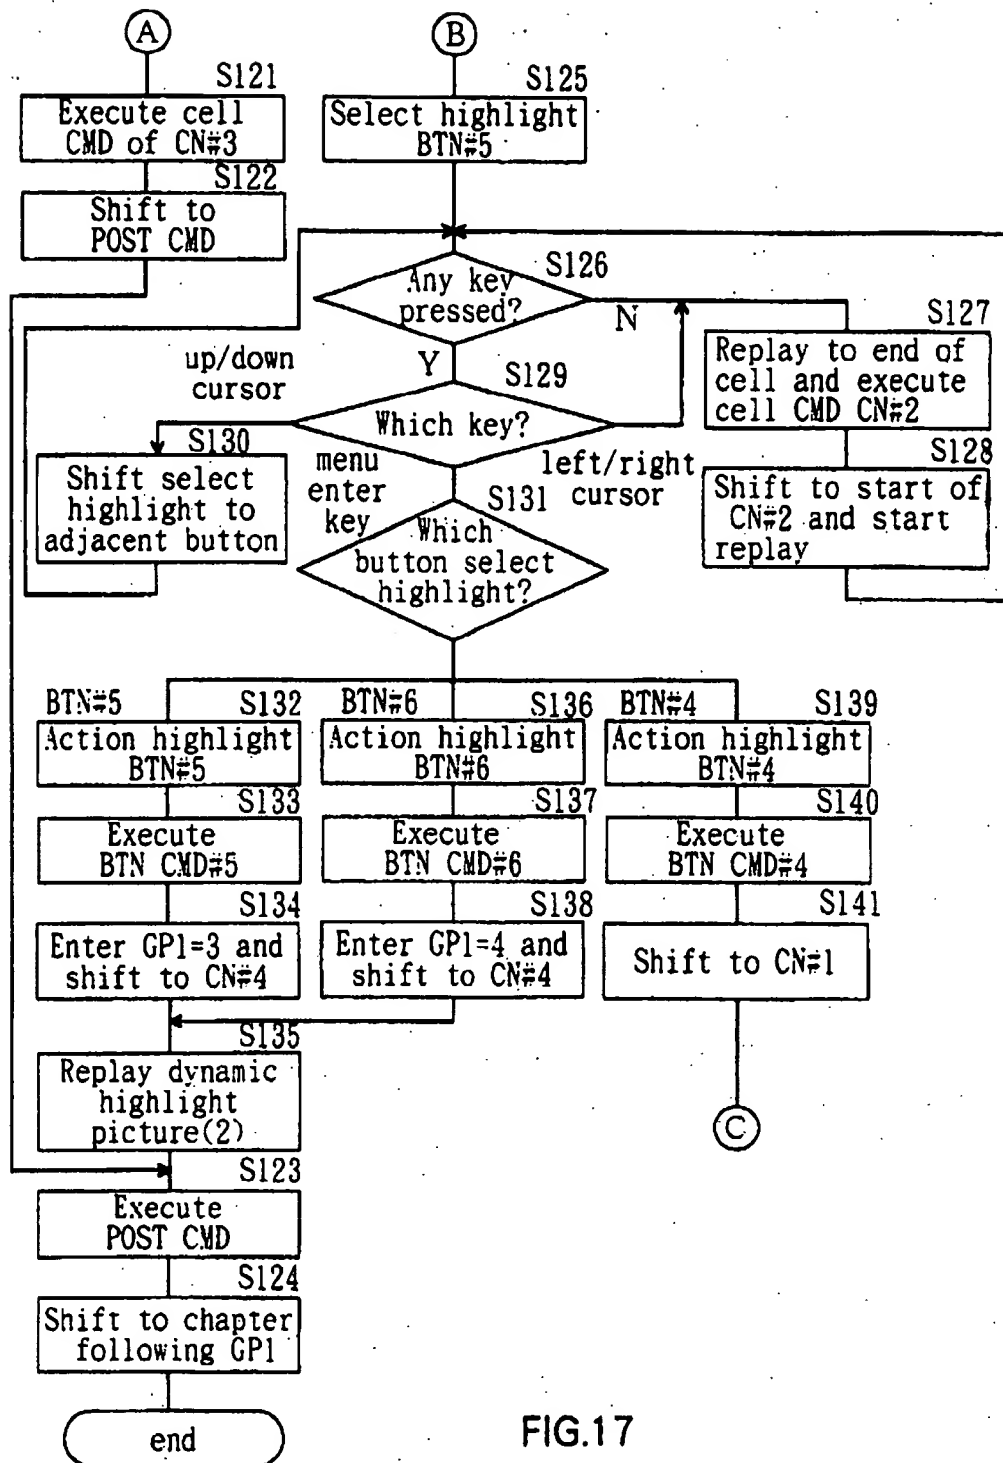 A
S121
Execute cell
CMD of CN#3
S122
Shift to
POST CMD
B
S125
Select highlight
BTN#5
S126
Any key
pressed?
N
Y
S127
Replay to end of
cell and execute
cell CMD CN#2
S128
Shift to start of
CN#2 and start
replay
S129
Which key?
up/down
cursor
S130
Shift select
highlight to
adjacent button
menu
enter
key
left/right
cursor
S131
Which
button select
highlight?
BTN#5
S132
Action highlight
BTN#5
S133
Execute
BTN CMD#5
S134
Enter GP1=3 and
shift to CN#4
BTN#6
S136
Action highlight
BTN#6
S137
Execute
BTN CMD#6
S138
Enter GP1=4 and
shift to CN#4
BTN#4
S139
Action highlight
BTN#4
S140
Execute
BTN CMD#4
S141
Shift to CN#1
C
S135
Replay dynamic
highlight
picture(2)
S123
Execute
POST CMD
S124
Shift to chapter
following GP1
end
FIG.17